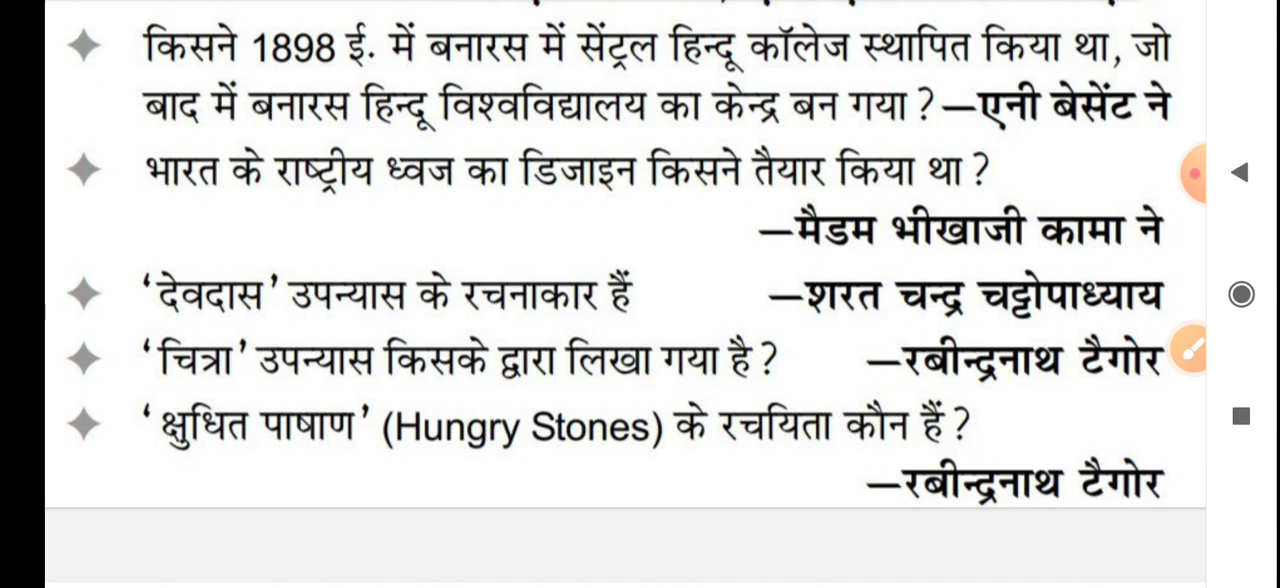 किसने 1898 ई. में बनारस में सेंट्रल हिन्दू कॉलेज स्थापित किया था, जो
बाद में बनारस हिन्दू विश्वविद्यालय का केन्द्र बन गया ? —एनी बेसेंट ने
भारत के राष्ट्रीय ध्वज का डिजाइन किसने तैयार किया था ?
—मैडम भीखाजी कामा ने
‘देवदास’ उपन्यास के रचनाकार हैं —शरत चन्द्र चट्टोपाध्याय
‘चित्रा’ उपन्यास किसके द्वारा लिखा गया है ? —रबीन्द्रनाथ टैगोर
‘क्षुधित पाषाण’ (Hungry Stones) के रचयिता कौन हैं ?
—रबीन्द्रनाथ टैगोर